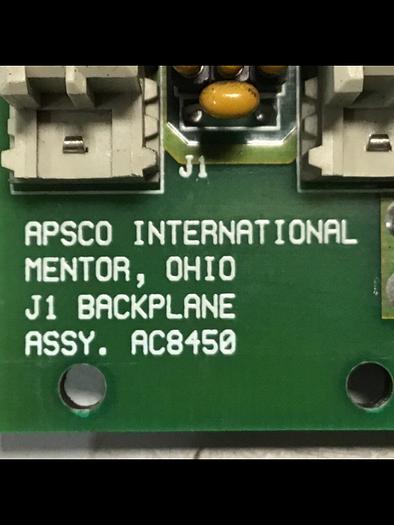 J1
APSCO INTERNATIONAL
MENTOR, OHIO
J1 BACKPLANE
ASSY. AC8450